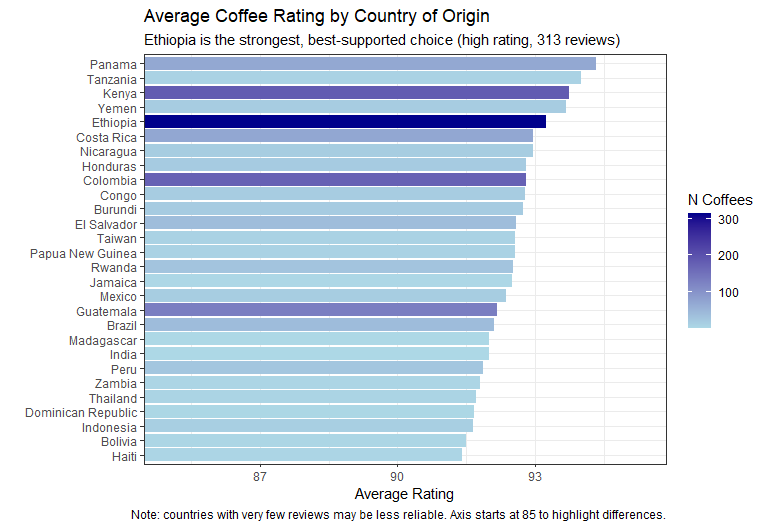 Average Coffee Rating by Country of Origin
Ethiopia is the strongest, best-supported choice (high rating, 313 reviews)
Panama
Tanzania
Kenya
Yemen
Ethiopia
Costa Rica
Nicaragua
Honduras
Colombia
Congo
Burundi
El Salvador
Taiwan
Papua New Guinea
Rwanda
Jamaica
Mexico
Guatemala
Brazil
Madagascar
India
Peru
Zambia
Thailand
Dominican Republic
Indonesia
Bolivia
Haiti
87 90 93
Average Rating
Note: countries with very few reviews may be less reliable. Axis starts at 85 to highlight differences.
N Coffees
300
200
100